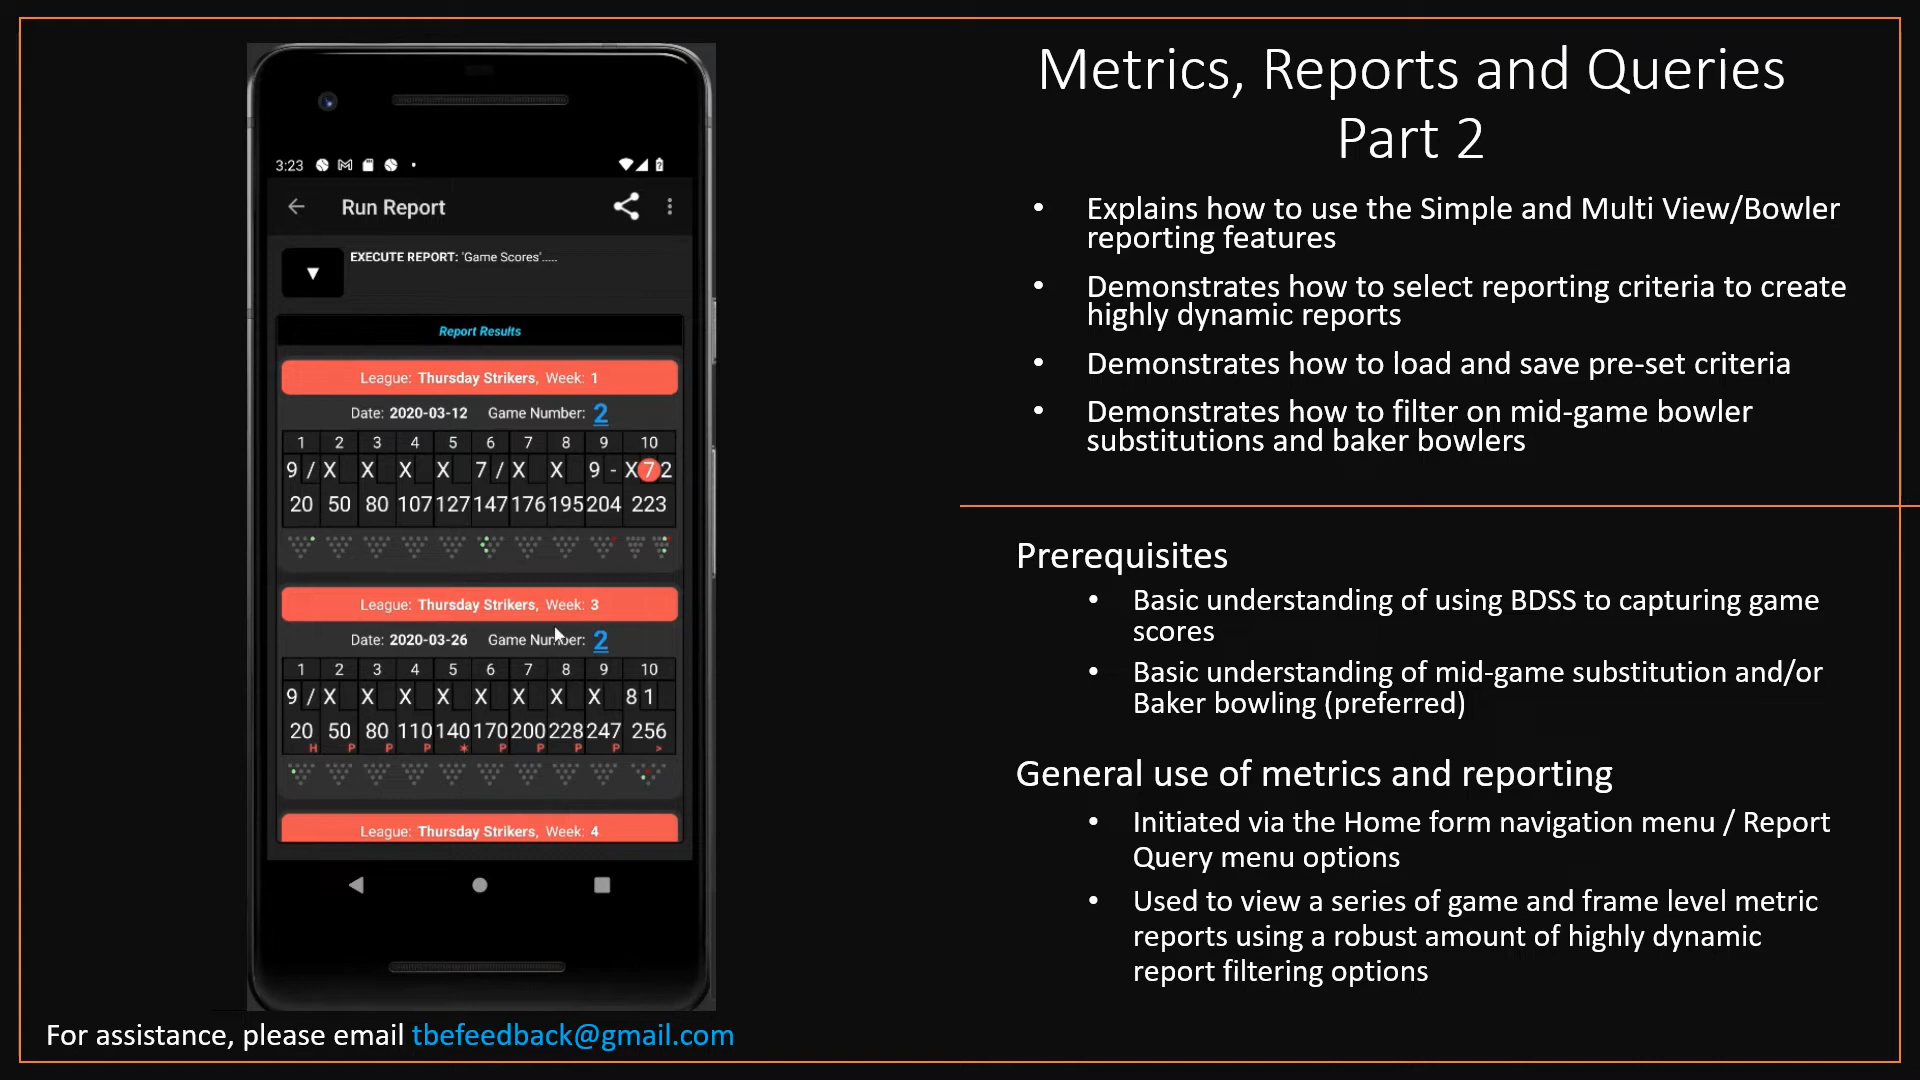 Metrics, Reports and Queries
Part 2
• Explains how to use the Simple and Multi View/Bowler
reporting features
• Demonstrates how to select reporting criteria to create
highly dynamic reports
• Demonstrates how to load and save pre-set criteria
• Demonstrates how to filter on mid-game bowler
substitutions and baker bowlers
Prerequisites
• Basic understanding of using BDSS to capturing game
scores
• Basic understanding of mid-game substitution and/or
Baker bowling (preferred)
General use of metrics and reporting
• Initiated via the Home form navigation menu / Report
Query menu options
• Used to view a series of game and frame level metric
reports using a robust amount of highly dynamic
report filtering options
3:23
Run Report
EXECUTE REPORT: 'Game Scores'.....
Report Results
League: Thursday Strikers, Week: 1
Date: 2020-03-12 Game Number: 2
1 2 3 4 5 6 7 8 9 10
9 / X X X X 7 / X X 9 - X 7 2
20 50 80 107 127 147 176 195 204 223
League: Thursday Strikers, Week: 3
Date: 2020-03-26 Game Number: 2
1 2 3 4 5 6 7 8 9 10
9 / X X X X X X X X 8 1
20 50 80 110 140 170 200 228 247 256
H P P P * P P P P >
League: Thursday Strikers, Week: 4
For assistance, please email tbefeedback@gmail.com